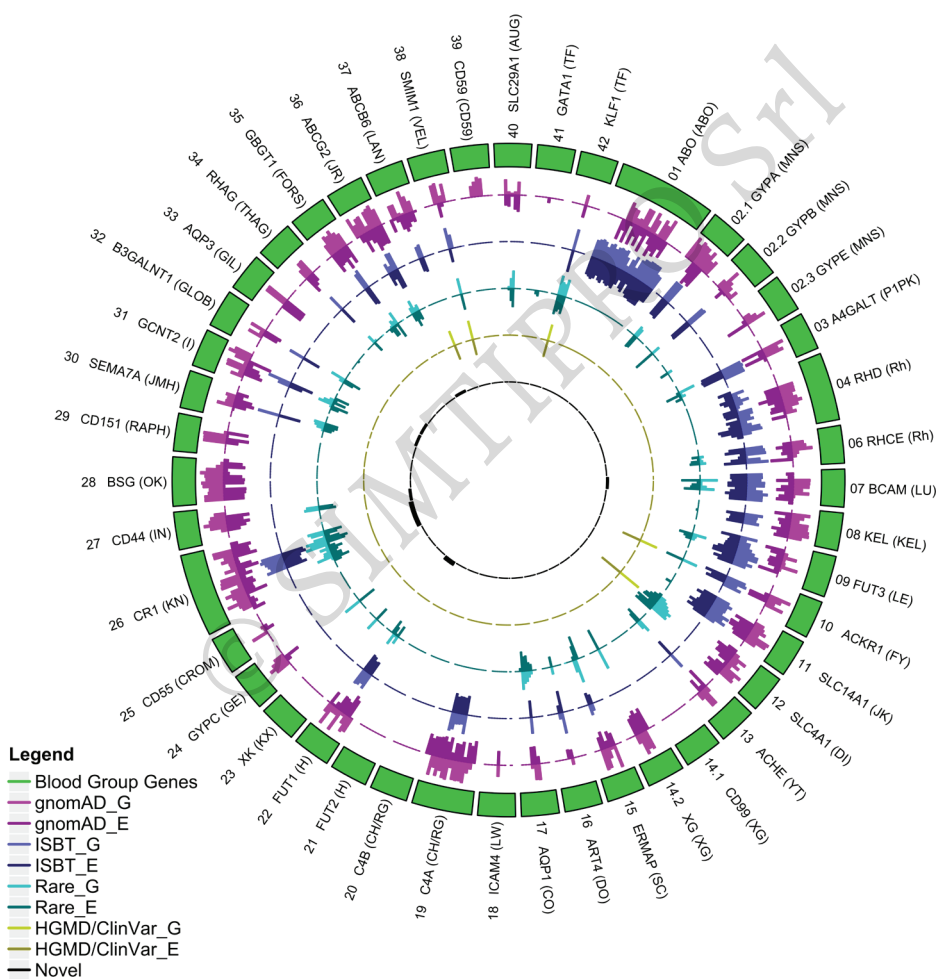 01 ABO (ABO)
02.1 GYPA (MNS)
02.2 GYPB (MNS)
02.3 GYPE (MNS)
03 A4GALT (P1PK)
04 RHD (Rh)
06 RHCE (Rh)
07 BCAM (LU)
08 KEL (KEL)
09 FUT3 (LE)
10 ACKR1 (FY)
11 SLC14A1 (JK)
12 SLC4A1 (DI)
13 ACHE (YT)
14.1 CD99 (XG)
14.2 XG (XG)
15 ERMAP (SC)
16 ART4 (DO)
17 AQP1 (CO)
18 ICAM4 (LW)
19 C4A (CH/RG)
20 C4B (CH/RG)
21 FUT2 (H)
22 FUT1 (H)
23 XK (KX)
24 GYPC (GE)
25 CD55 (CROM)
26 CR1 (KN)
27 CD44 (IN)
28 BSG (OK)
29 CD151 (RAPH)
30 SEMA7A (JMH)
31 GCNT2 (I)
32 B3GALNT1 (GLOB)
33 AQP3 (GIL)
34 RHAG (THAG)
35 GBGT1 (FORS)
36 ABCG2 (JR)
37 ABCB6 (LAN)
38 SMIM1 (VEL)
39 CD59 (CD59)
40 SLC29A1 (AUG)
41 GATA1 (TF)
42 KLF1 (TF)
© SIMTIPRO Srl
Legend
Blood Group Genes
gnomAD_G
gnomAD_E
ISBT_G
ISBT_E
Rare_G
Rare_E
HGMD/ClinVar_G
HGMD/ClinVar_E
Novel